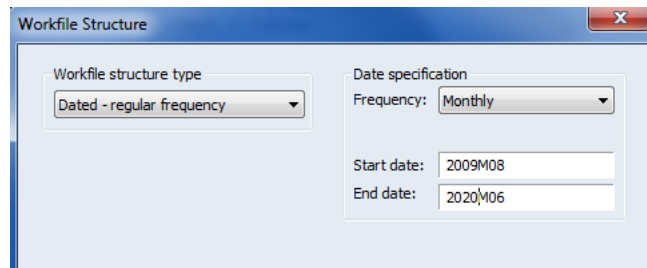 Workfile Structure
x
Workfile structure type
Dated - regular frequency
Date specification
Frequency: Monthly
Start date: 2009M08
End date: 2020M06